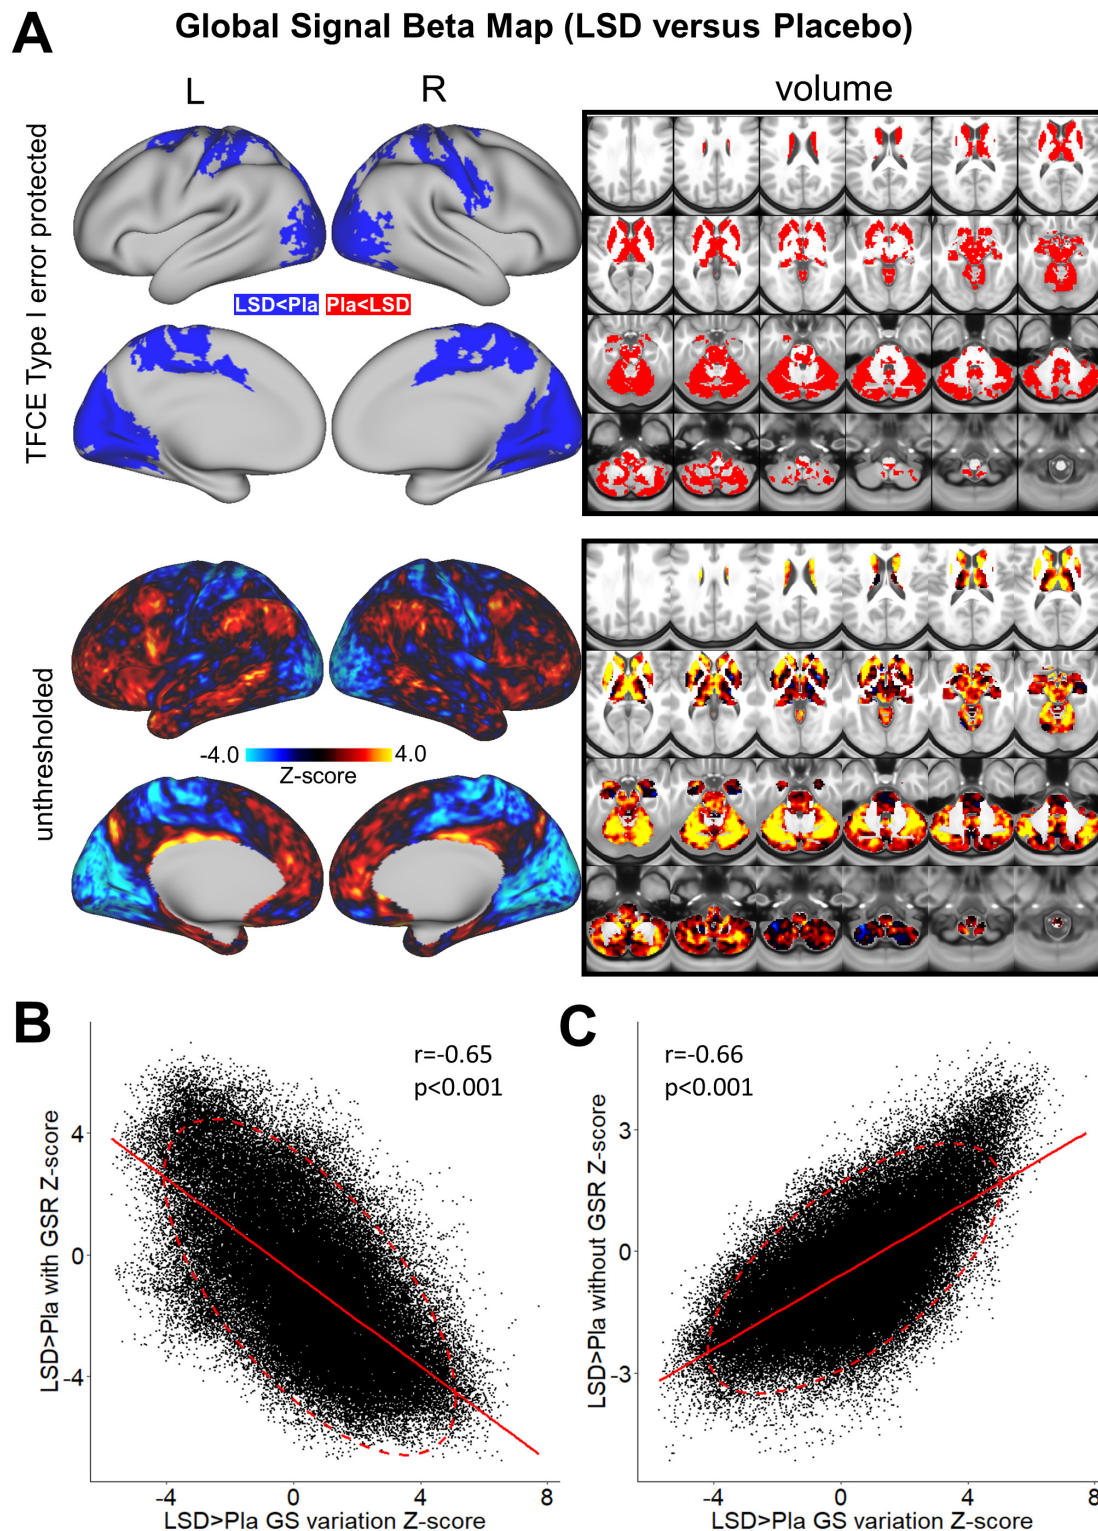 A
Global Signal Beta Map (LSD versus Placebo)
L
R
volume
TFCE Type I error protected
LSD<Pla
Pla<LSD
unthresholded
-4.0
4.0
Z-score
B
r=-0.65
p<0.001
LSD>Pla with GSR Z-score
4
0
-4
-4
0
4
8
LSD>Pla GS variation Z-score
C
r=-0.66
p<0.001
LSD>Pla without GSR Z-score
3
0
-3
-4
0
4
8
LSD>Pla GS variation Z-score